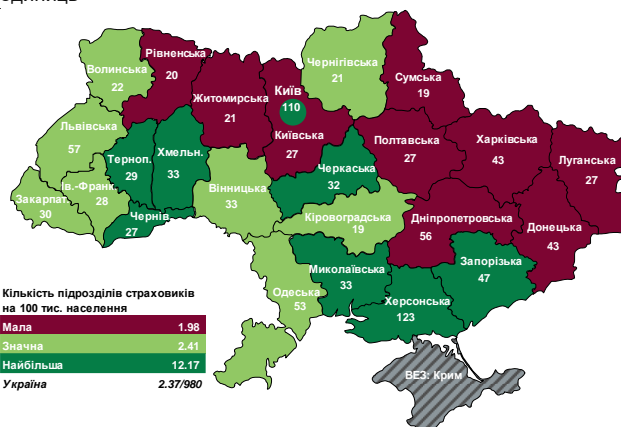 одиниць
Рівненська
20
Волинська
22
Чернігівська
21
Сумська
19
Київ
110
Житомирська
21
Львівська
57
Київська
27
Полтавська
27
Харківська
43
Луганська
27
Терноп.
29
Хмельн.
33
Черкаська
32
Ів.-Франк.
28
Закарпат.
30
Вінницька
33
Чернів.
27
Кіровоградська
19
Дніпропетровська
56
Донецька
43
Запорізька
47
Миколаївська
33
Одеська
53
Херсонська
123
Кількість підрозділів страховиків
на 100 тис. населення
Мала 1.98
Значна 2.41
Найбільша 12.17
Україна 2.37/980
ВЕЗ: Крим